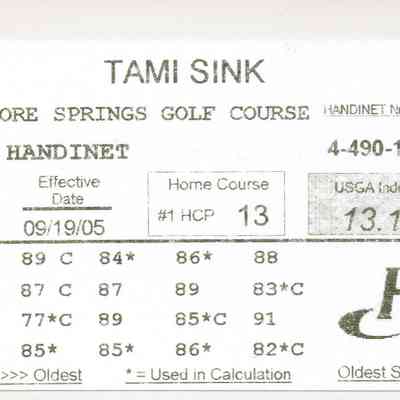 TAMI SINK
ORE SPRINGS GOLF COURSE HANDINET N
HANDINET 4-490-1
Effective Date Home Course USGA Inde
09/19/05 #1 HCP 13 13.1
89 C 84* 86* 88
87 C 87 89 83*C
77*C 89 85*C 91
85* 85* 86* 82*C
>>> Oldest * = Used in Calculation Oldest S